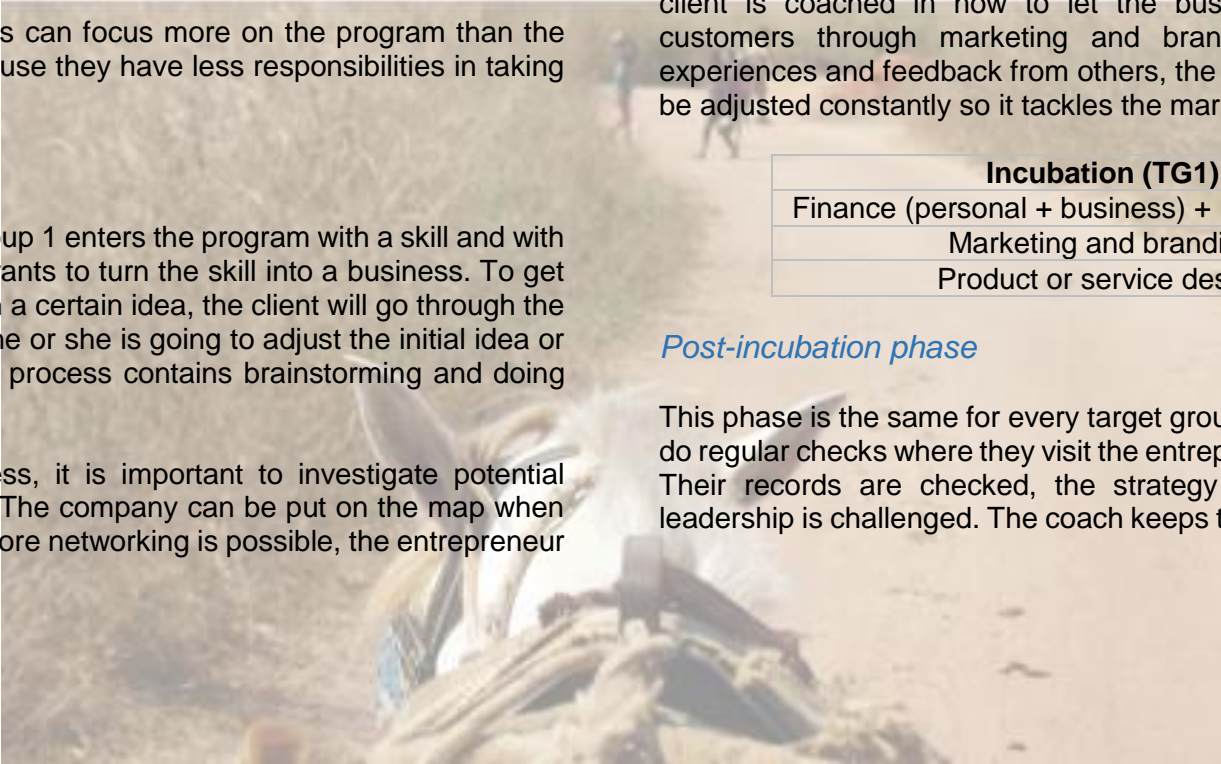 s can focus more on the program than the
use they have less responsibilities in taking
up 1 enters the program with a skill and with
ants to turn the skill into a business. To get
a certain idea, the client will go through the
he or she is going to adjust the initial idea or
process contains brainstorming and doing
ess, it is important to investigate potential
The company can be put on the map when
ore networking is possible, the entrepreneur
client is coached in how to let the bus
customers through marketing and bran
experiences and feedback from others, the
be adjusted constantly so it tackles the mar
Incubation (TG1)
Finance (personal + business) +
Marketing and brandi
Product or service des
Post-incubation phase
This phase is the same for every target grou
do regular checks where they visit the entrep
Their records are checked, the strategy
leadership is challenged. The coach keeps t